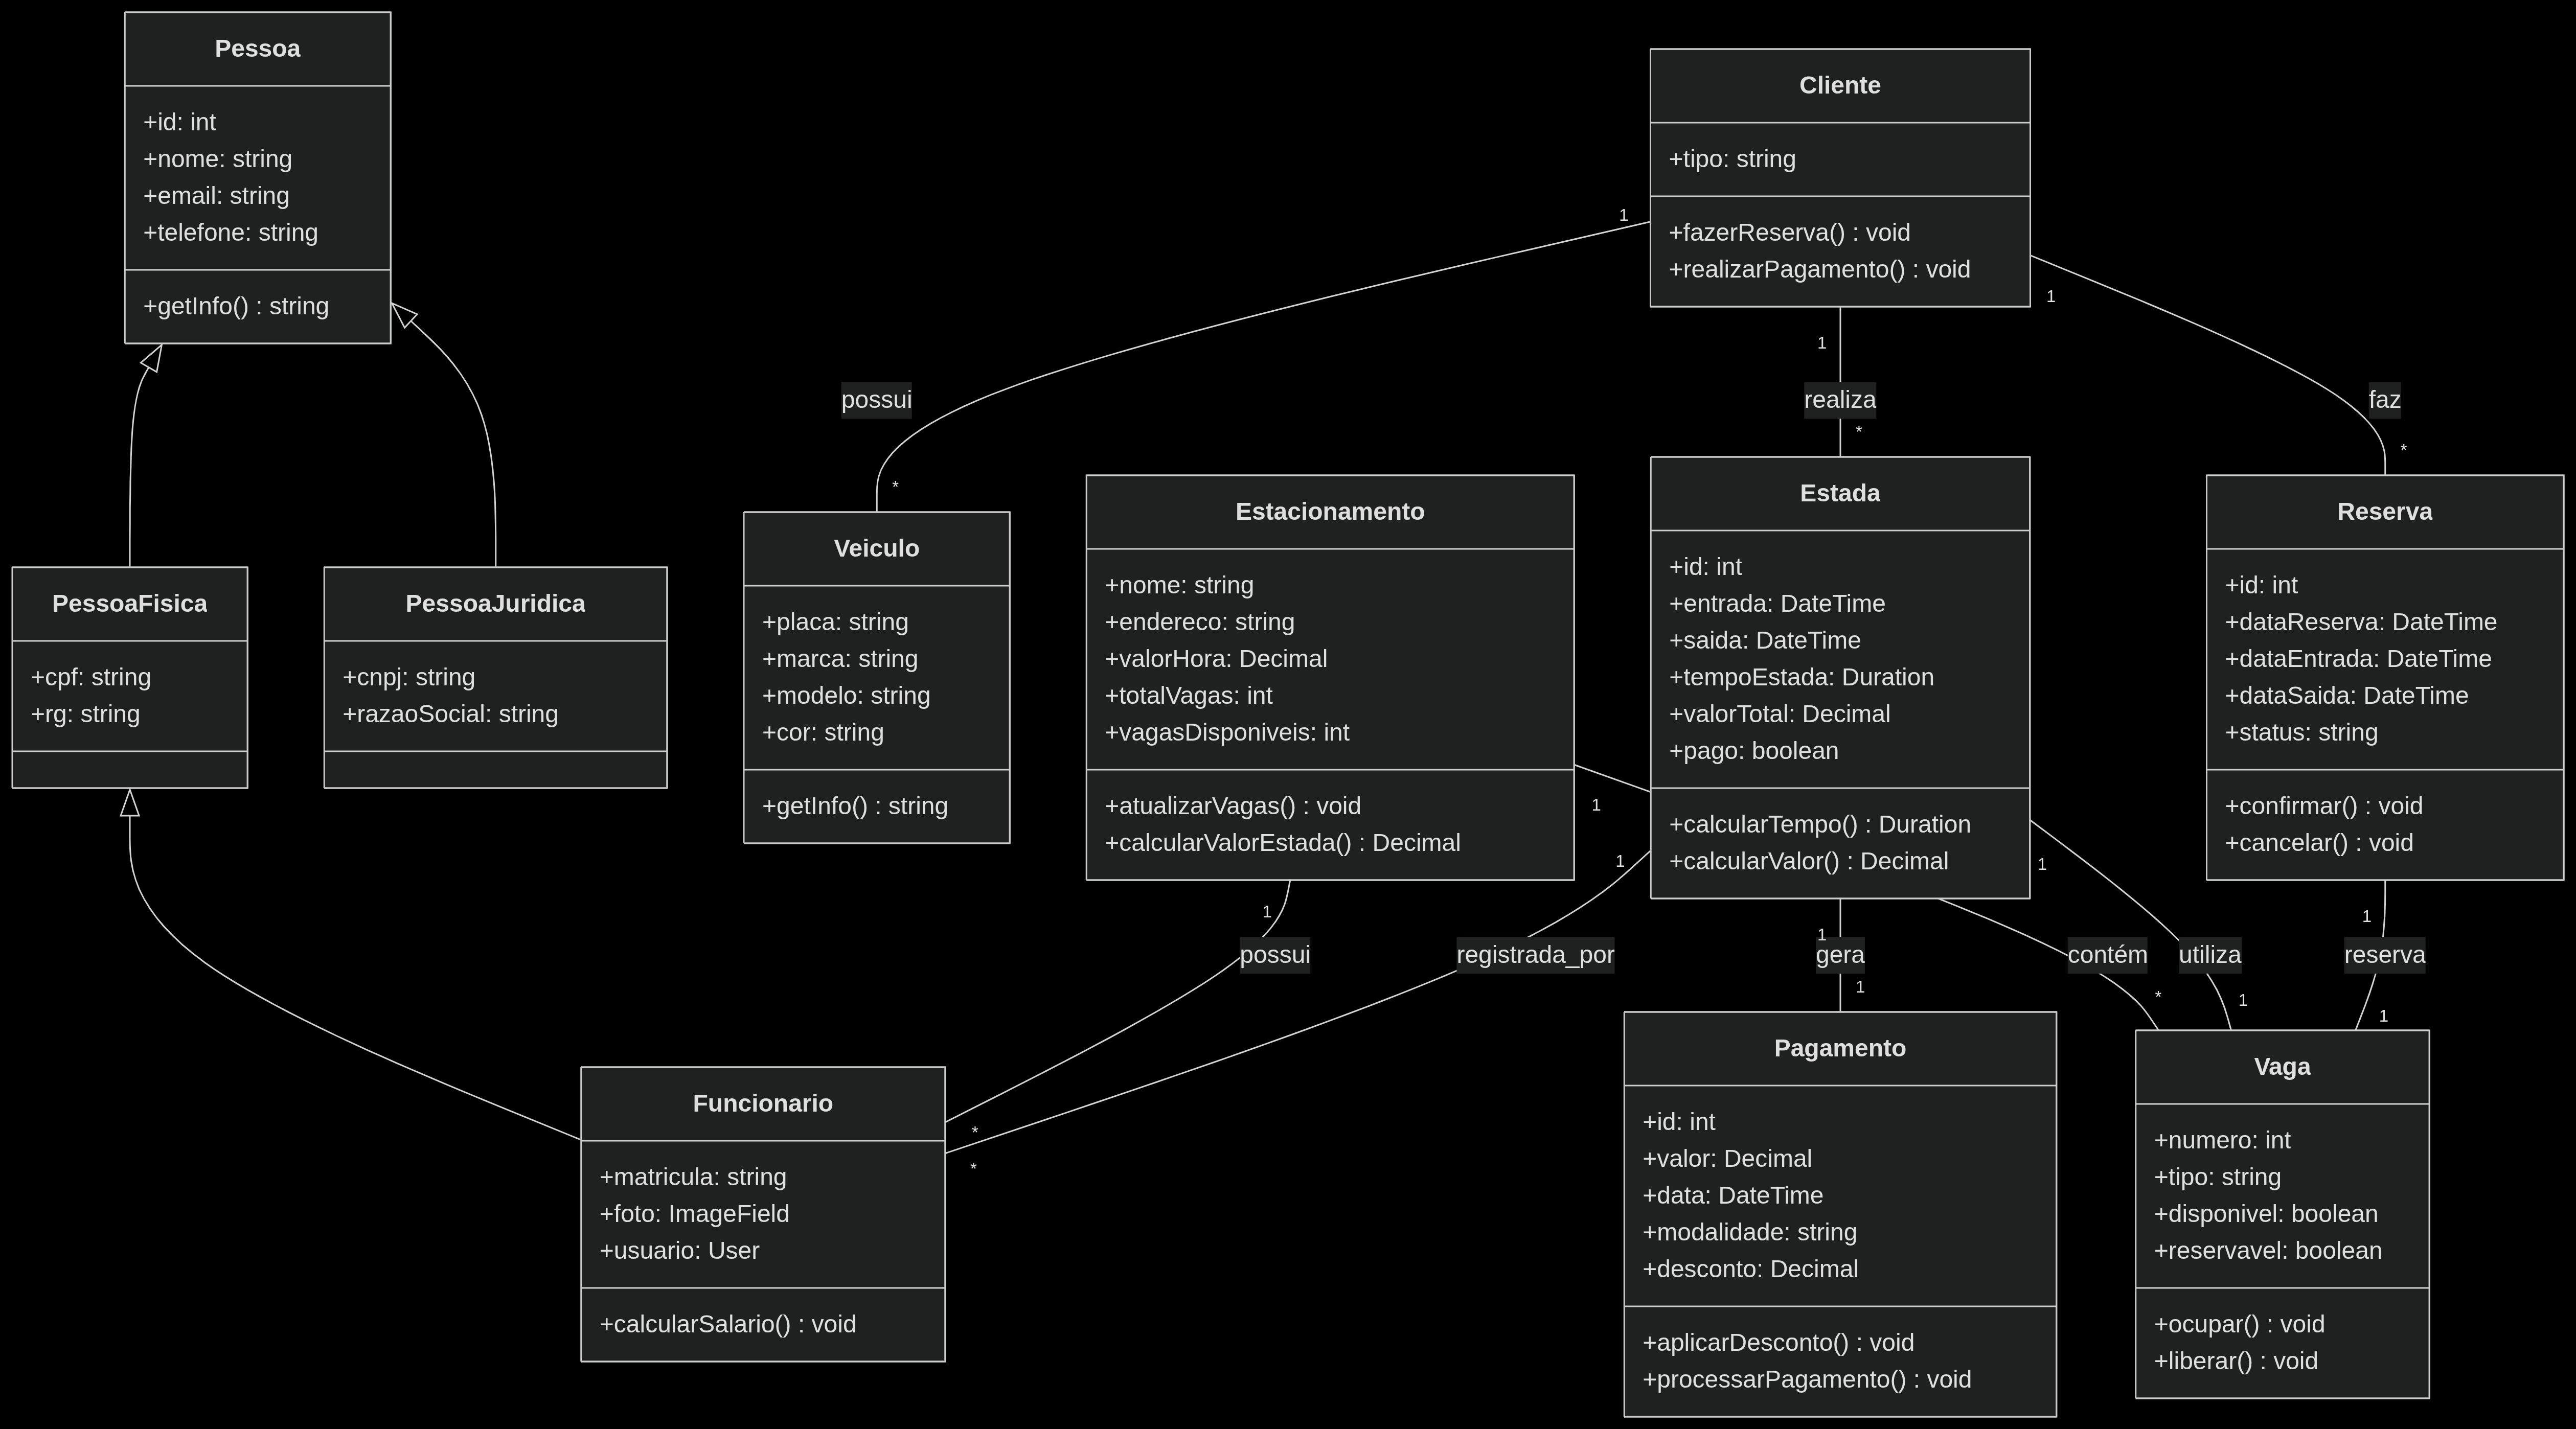 Pessoa
+id: int
+nome: string
+email: string
+telefone: string
+getInfo() : string
Cliente
+tipo: string
+fazerReserva() : void
+realizarPagamento() : void
1
1
1
possui
realiza
faz
*
*
*
PessoaFisica
+cpf: string
+rg: string
PessoaJuridica
+cnpj: string
+razaoSocial: string
Veiculo
+placa: string
+marca: string
+modelo: string
+cor: string
+getInfo() : string
Estacionamento
+nome: string
+endereco: string
+valorHora: Decimal
+totalVagas: int
+vagasDisponiveis: int
+atualizarVagas() : void
+calcularValorEstada() : Decimal
Estada
+id: int
+entrada: DateTime
+saida: DateTime
+tempoEstada: Duration
+valorTotal: Decimal
+pago: boolean
+calcularTempo() : Duration
+calcularValor() : Decimal
Reserva
+id: int
+dataReserva: DateTime
+dataEntrada: DateTime
+dataSaida: DateTime
+status: string
+confirmar() : void
+cancelar() : void
1
1
1
1
1
1
possui
registrada_por
gera
contém
utiliza
reserva
1
*
1
1
*
*
Funcionario
+matricula: string
+foto: ImageField
+usuario: User
+calcularSalario() : void
Pagamento
+id: int
+valor: Decimal
+data: DateTime
+modalidade: string
+desconto: Decimal
+aplicarDesconto() : void
+processarPagamento() : void
Vaga
+numero: int
+tipo: string
+disponivel: boolean
+reservavel: boolean
+ocupar() : void
+liberar() : void